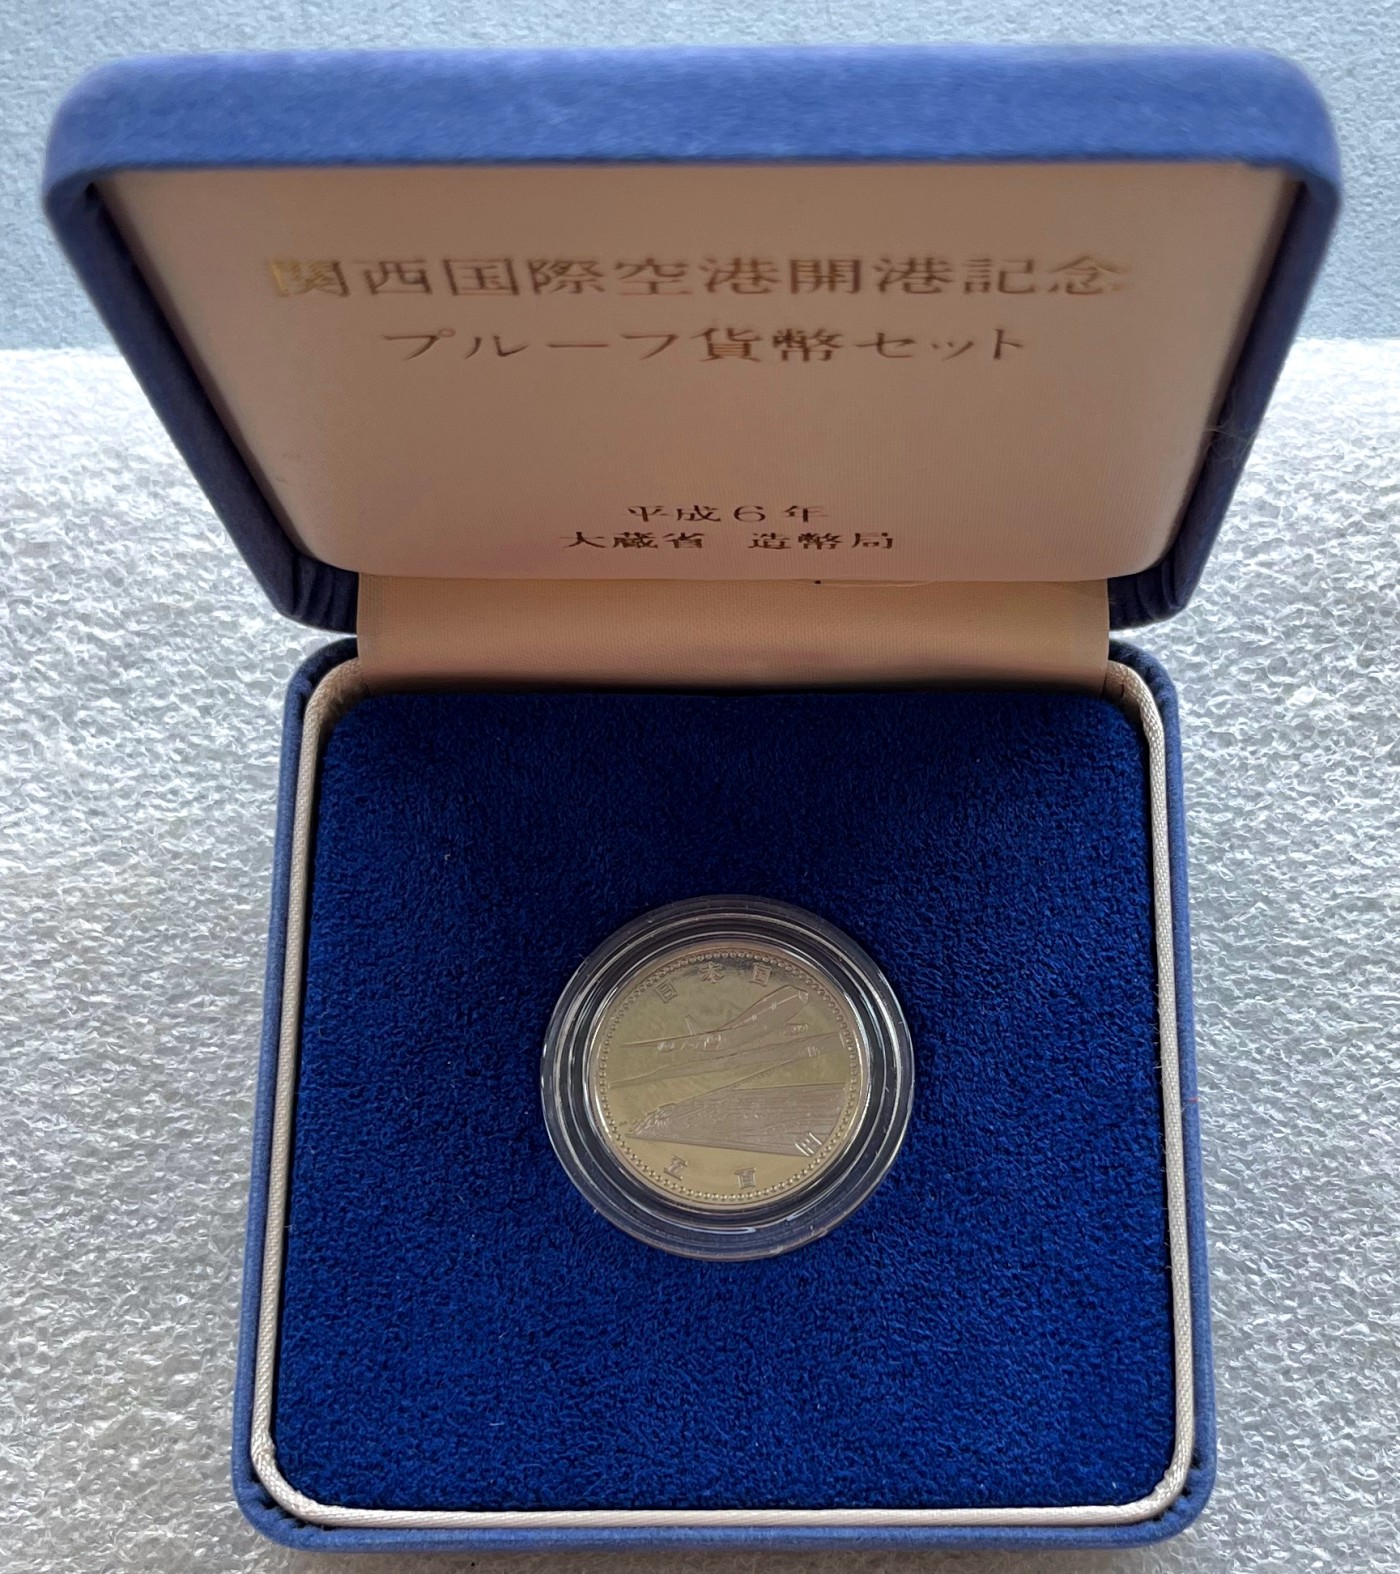 関西国際空港開港記念
プルーフ貨幣セット
平成6年
大蔵省 造幣局
日本国
五百